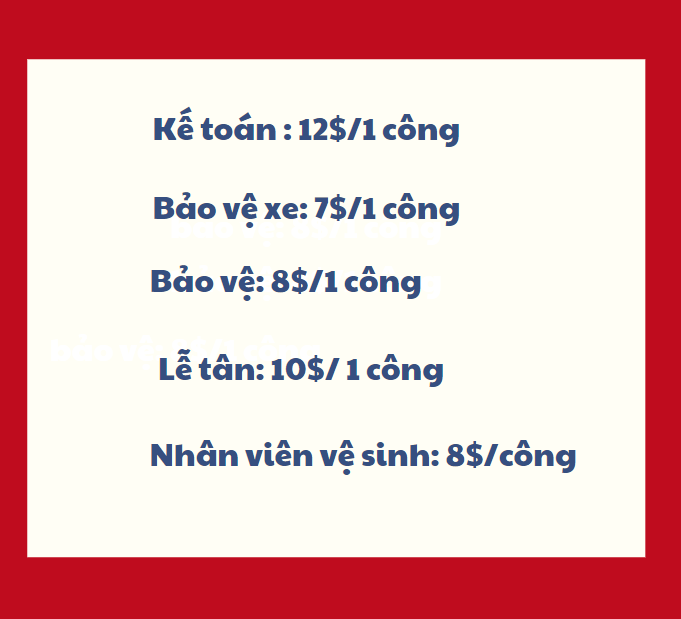 Kế toán : 12$/1 công
Bảo vệ xe: 7$/1 công
Bảo vệ: 8$/1 công
Lễ tân: 10$/ 1 công
Nhân viên vệ sinh: 8$/công